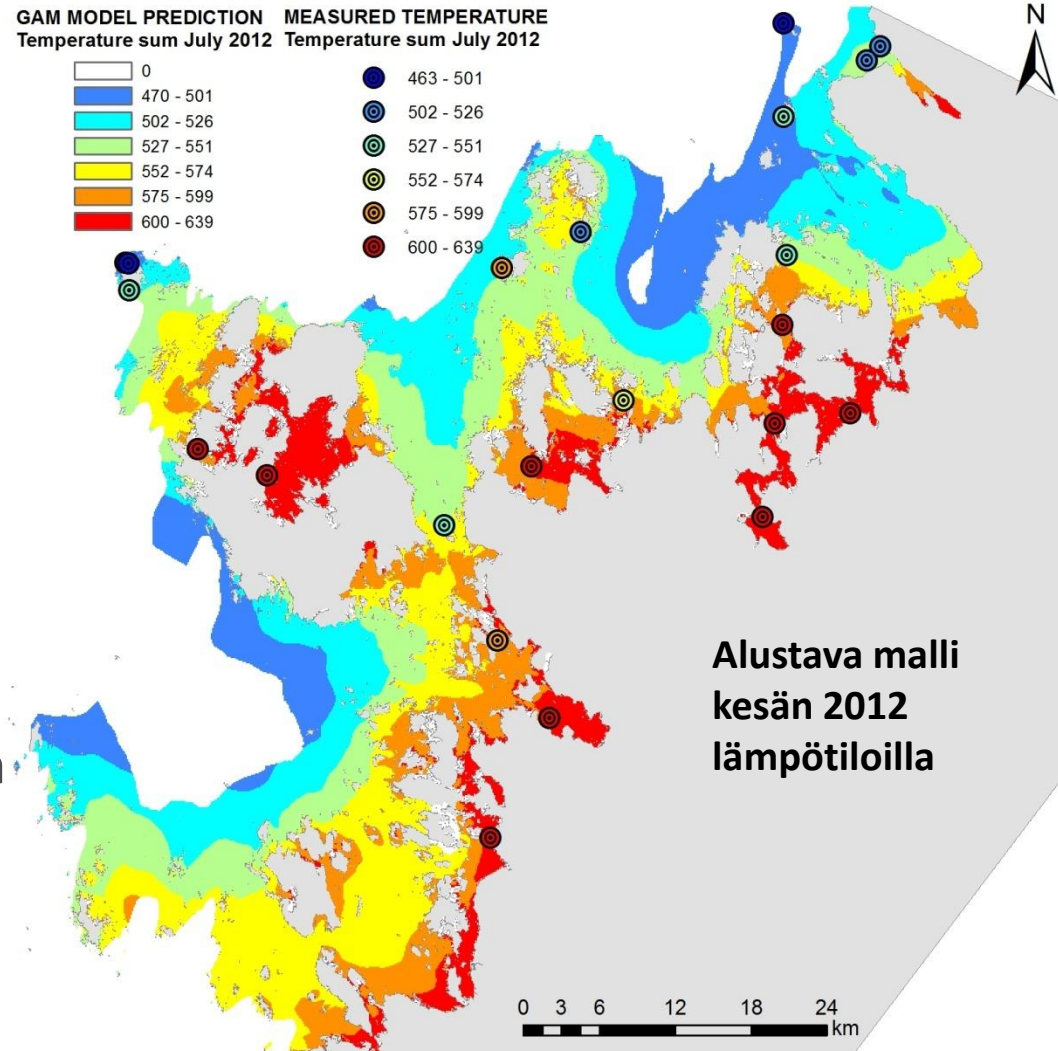 GAM MODEL PREDICTION
Temperature sum July 2012
0
470 - 501
502 - 526
527 - 551
552 - 574
575 - 599
600 - 639
MEASURED TEMPERATURE
Temperature sum July 2012
463 - 501
502 - 526
527 - 551
552 - 574
575 - 599
600 - 639
N
Alustava malli
kesän 2012
lämpötiloilla
0 3 6 12 18 24
km